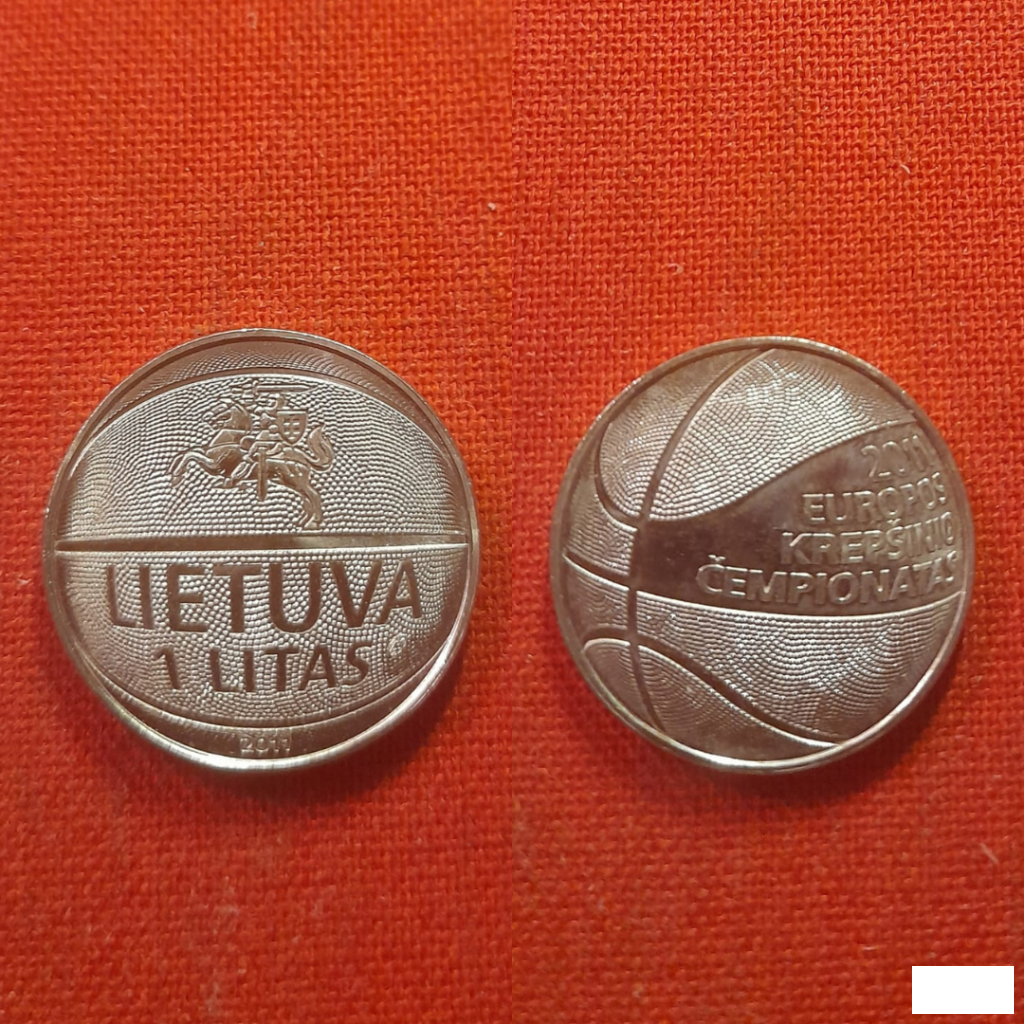 LIETUVA
1 LITAS
2011
2011
EUROPOS
KREPŠINIO
ČEMPIONATAS